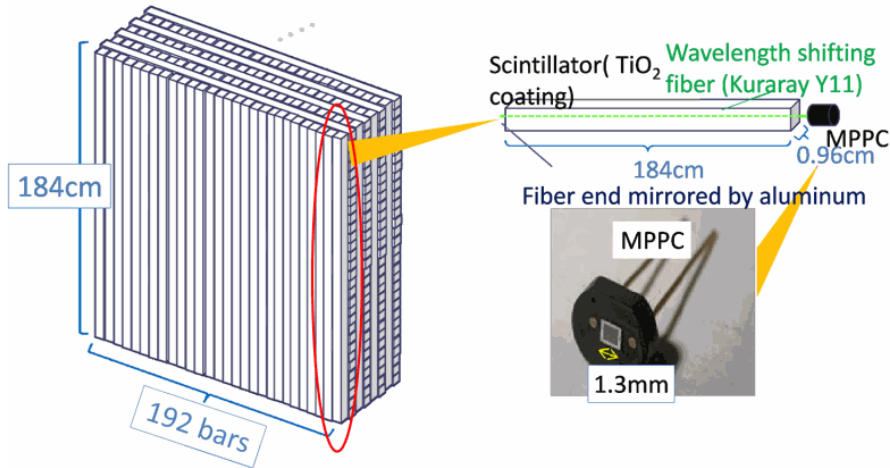 184cm
192 bars
Scintillator( TiO2
coating)
Wavelength shifting
fiber (Kuraray Y11)
MPPC
0.96cm
184cm
Fiber end mirrored by aluminum
MPPC
1.3mm